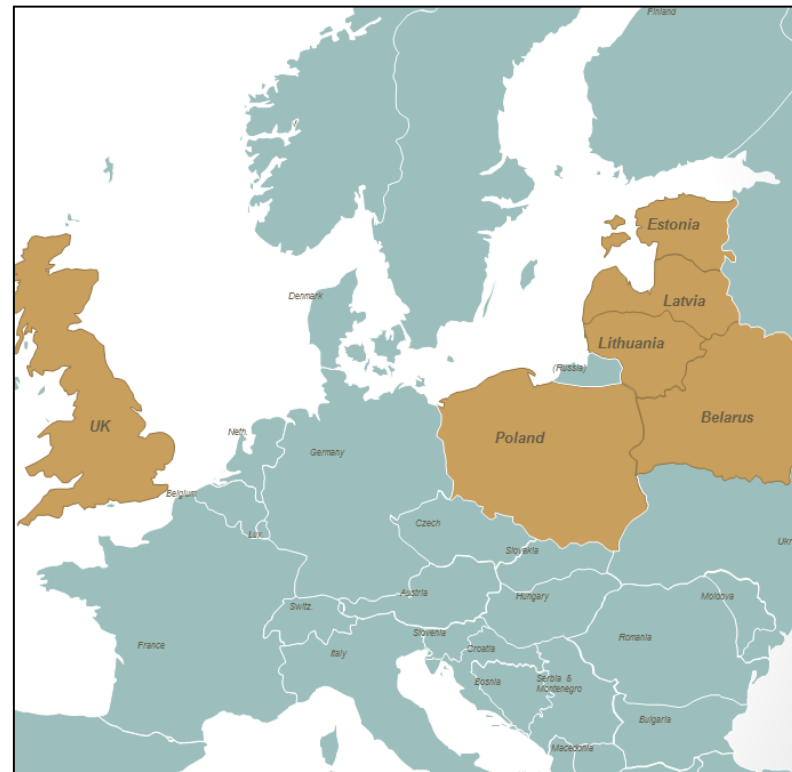 Finland
Estonia
Denmark
Latvia
Lithuania
(Russia)
UK
Belarus
Neth.
Poland
Germany
Belgium
Czech
Lux.
Slovakia
Ukr
Austria
Hungary
Moldova
Switz.
Slovenia
Romania
France
Croatia
Italy
Bosnia
Serbia &
Montenegro
Bulgaria
Macedonia